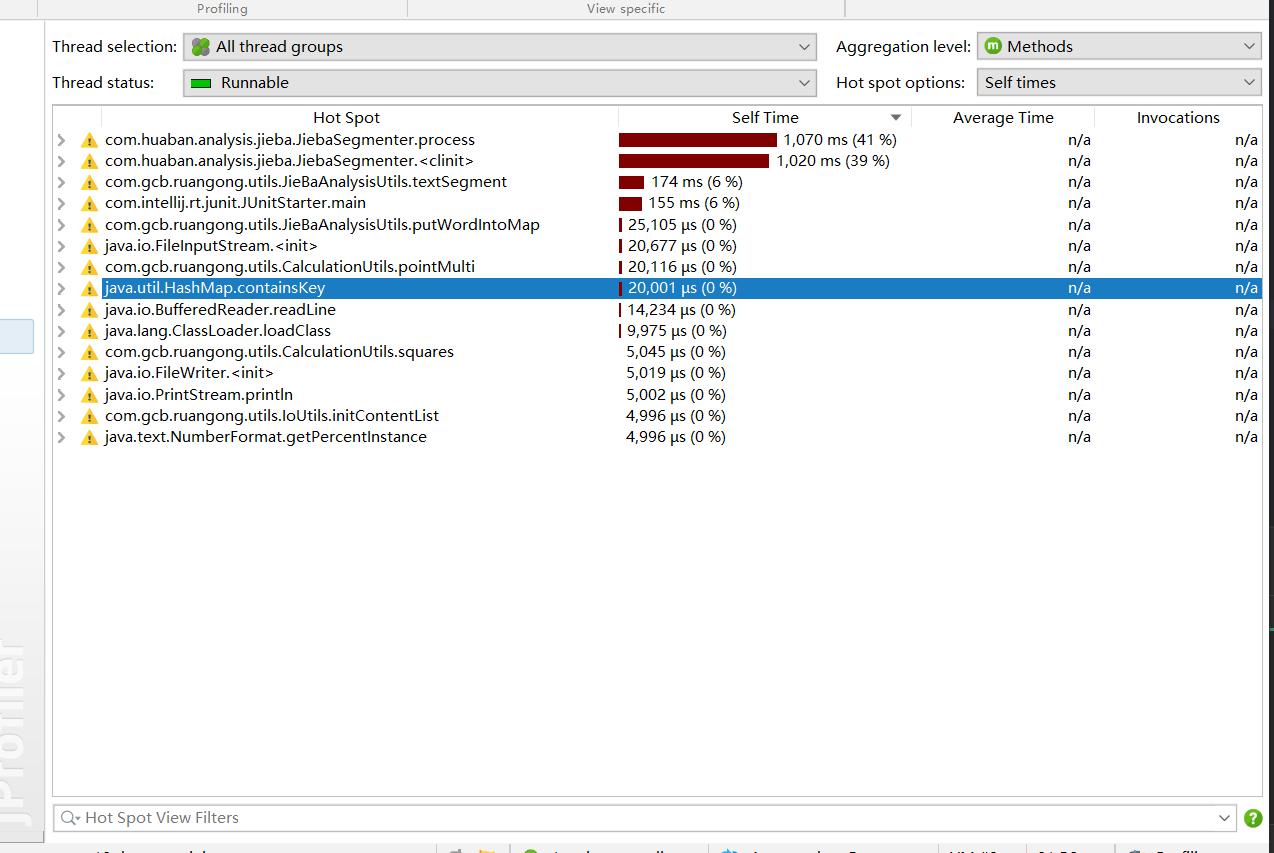 Profiling View specific
Thread selection: All thread groups Aggregation level: m Methods
Thread status: Runnable Hot spot options: Self times
Hot Spot Self Time Average Time Invocations
com.huaban.analysis.jieba.JiebaSegmenter.process 1,070 ms (41 %) n/a n/a
com.huaban.analysis.jieba.JiebaSegmenter.<clinit> 1,020 ms (39 %) n/a n/a
com.gcb.ruangong.utils.JieBaAnalysisUtils.textSegment 174 ms (6 %) n/a n/a
com.intellij.rt.junit.JUnitStarter.main 155 ms (6 %) n/a n/a
com.gcb.ruangong.utils.JieBaAnalysisUtils.putWordIntoMap 25,105 µs (0 %) n/a n/a
java.io.FileInputStream.<init> 20,677 µs (0 %) n/a n/a
com.gcb.ruangong.utils.CalculationUtils.pointMulti 20,116 µs (0 %) n/a n/a
java.util.HashMap.containsKey 20,001 µs (0 %) n/a n/a
java.io.BufferedReader.readLine 14,234 µs (0 %) n/a n/a
java.lang.ClassLoader.loadClass 9,975 µs (0 %) n/a n/a
com.gcb.ruangong.utils.CalculationUtils.squares 5,045 µs (0 %) n/a n/a
java.io.FileWriter.<init> 5,019 µs (0 %) n/a n/a
java.io.PrintStream.println 5,002 µs (0 %) n/a n/a
com.gcb.ruangong.utils.IoUtils.initContentList 4,996 µs (0 %) n/a n/a
java.text.NumberFormat.getPercentInstance 4,996 µs (0 %) n/a n/a
JProfiler
Hot Spot View Filters ?